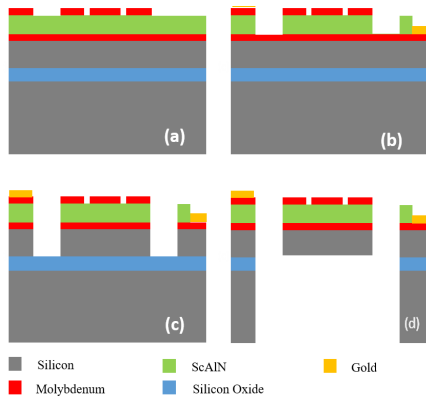 (a)
(b)
(c)
(d)
Silicon
ScAlN
Gold
Molybdenum
Silicon Oxide